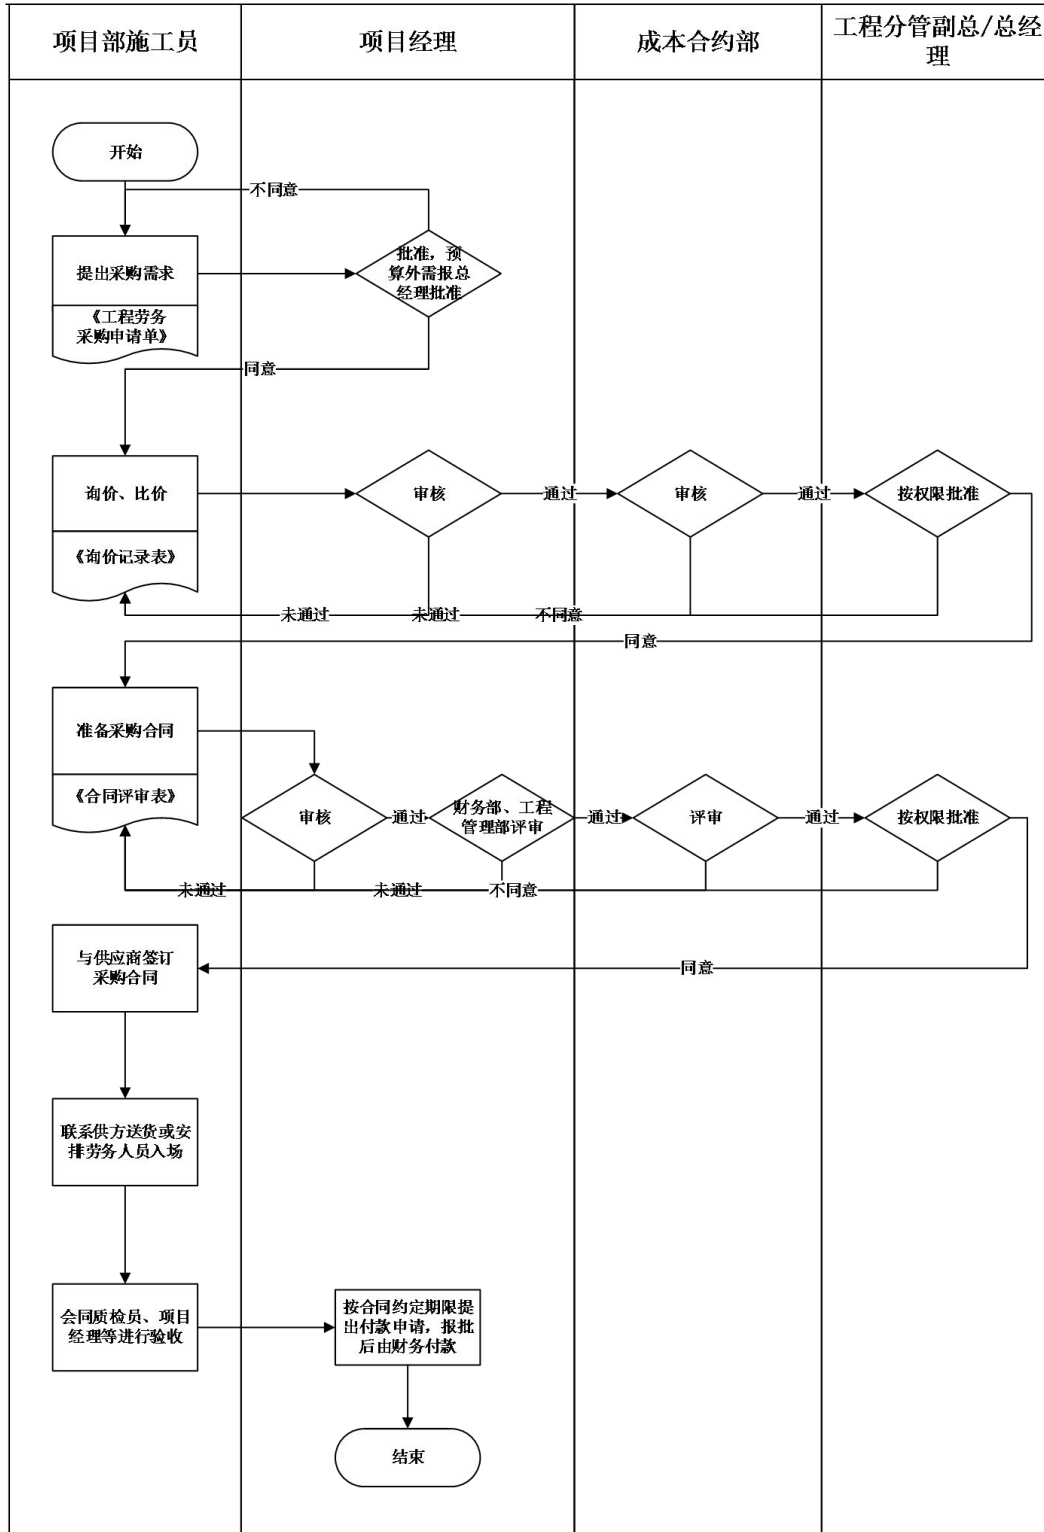 项目部施工员
项目经理
成本合约部
工程分管副总/总经
理
开始
不同意
提出采购需求
批准，预
算外需报总
经理批准
《工程劳务
采购申请单》
同意
询价、比价
审核
通过
审核
通过
按权限批准
《询价记录表》
未通过
未通过
不同意
同意
准备采购合同
《合同评审表》
审核
通过
财务部、工程
管理部评审
通过
评审
通过
按权限批准
未通过
未通过
不同意
与供应商签订
采购合同
同意
联系供方送货或安
排劳务人员入场
会同质检员、项目
经理等进行验收
按合同约定期限提
出付款申请，报批
后由财务付款
结束